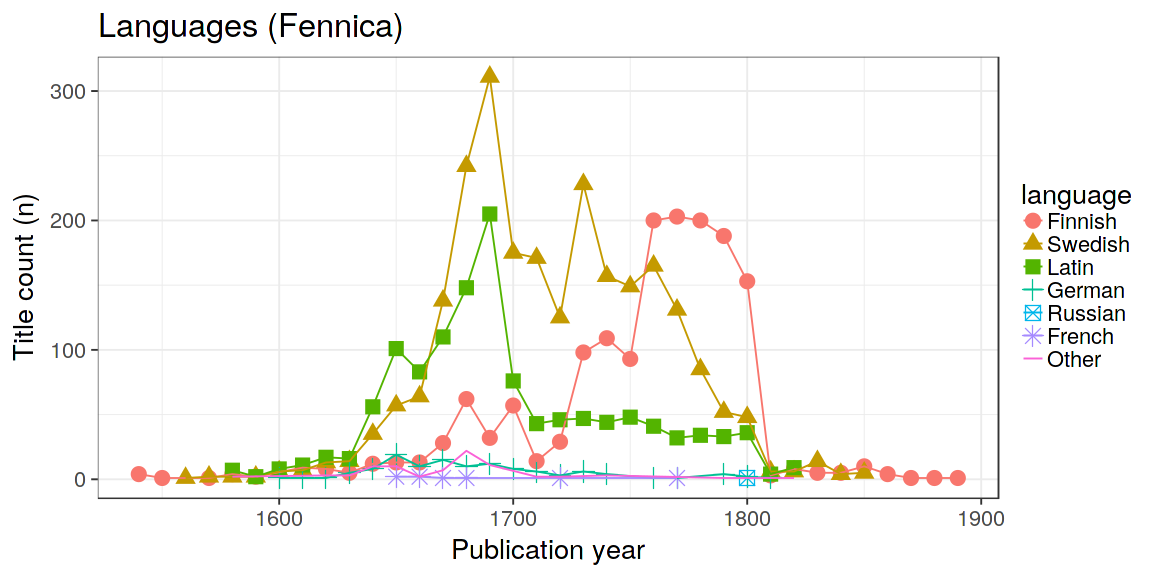 Languages (Fennica)
Title count (n)
300
200
100
0
1600
1700
1800
1900
Publication year
language
Finnish
Swedish
Latin
German
Russian
French
Other